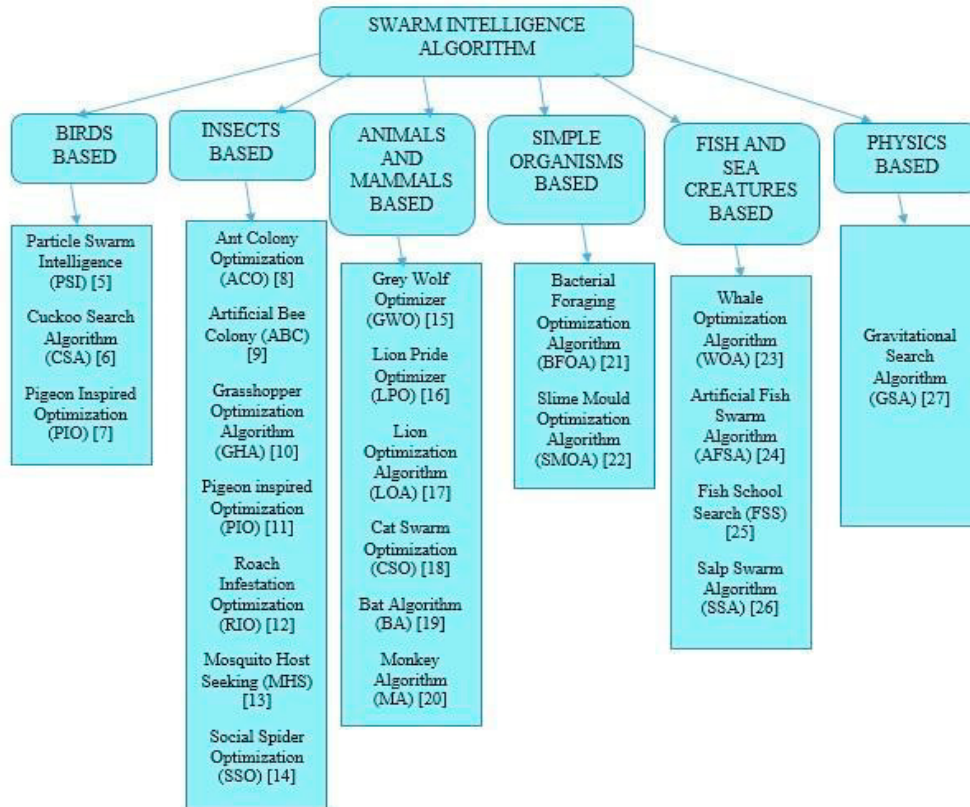 SWARM INTELLIGENCE
ALGORITHM
BIRDS
BASED
Particle Swarm
Intelligence
(PSI) [5]
Cuckoo Search
Algorithm
(CSA) [6]
Pigeon Inspired
Optimization
(PIO) [7]
INSECTS
BASED
Ant Colony
Optimization
(ACO) [8]
Artificial Bee
Colony (ABC)
[9]
Grasshopper
Optimization
Algorithm
(GHA) [10]
Pigeon inspired
Optimization
(PIO) [11]
Roach
Infestation
Optimization
(RIO) [12]
Mosquito Host
Seeking (MHS)
[13]
Social Spider
Optimization
(SSO) [14]
ANIMALS
AND
MAMMALS
BASED
Grey Wolf
Optimizer
(GWO) [15]
Lion Pride
Optimizer
(LPO) [16]
Lion
Optimization
Algorithm
(LOA) [17]
Cat Swarm
Optimization
(CSO) [18]
Bat Algorithm
(BA) [19]
Monkey
Algorithm
(MA) [20]
SIMPLE
ORGANISMS
BASED
Bacterial
Foraging
Optimization
Algorithm
(BFOA) [21]
Slime Mould
Optimization
Algorithm
(SMOA) [22]
FISH AND
SEA
CREATURES
BASED
Whale
Optimization
Algorithm
(WOA) [23]
Artificial Fish
Swarm
Algorithm
(AFSA) [24]
Fish School
Search (FSS)
[25]
Salp Swarm
Algorithm
(SSA) [26]
PHYSICS
BASED
Gravitational
Search
Algorithm
(GSA) [27]